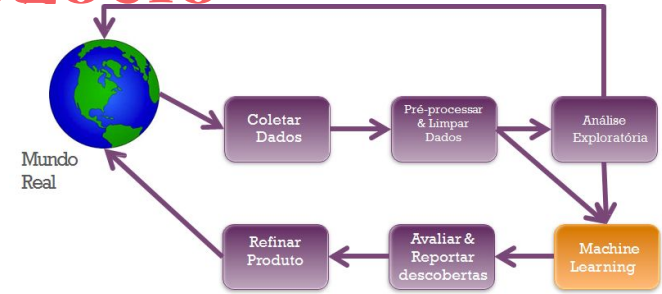 Coletar
Dados
Pré-processar
& Limpar
Dados
Análise
Exploratória
Mundo
Real
Refinar
Produto
Avaliar &
Reportar
descobertas
Machine
Learning